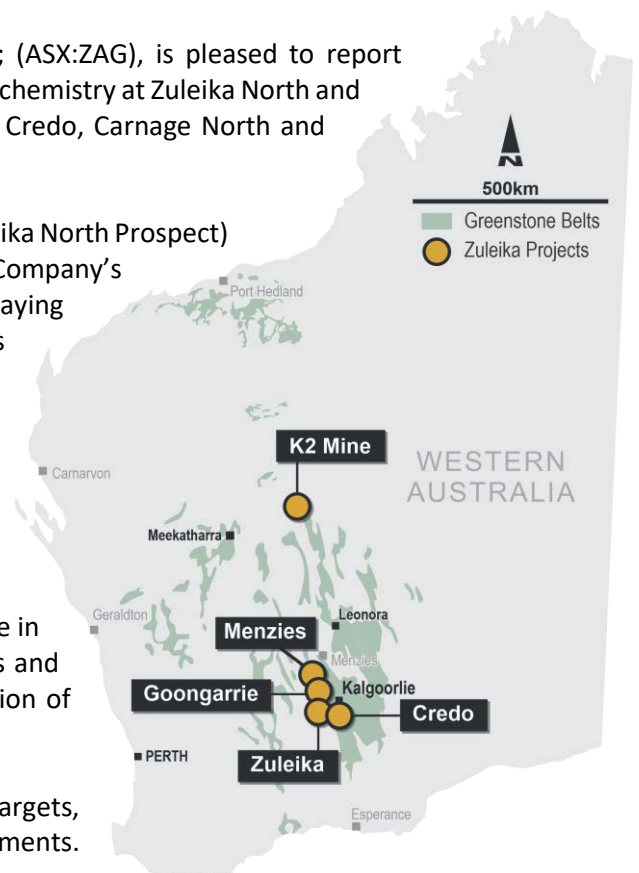 ; (ASX:ZAG), is pleased to report
chemistry at Zuleika North and
Credo, Carnage North and
ika North Prospect)
Company's
aying
s
e in
s and
ion of
argets,
ments.
N
500km
Greenstone Belts
Zuleika Projects
Port Hedland
K2 Mine
WESTERN
AUSTRALIA
Carnarvon
Meekatharra
Geraldton
Leonora
Menzies
Menzies
Goongarrie
Kalgoorlie
Credo
Zuleika
PERTH
Esperance